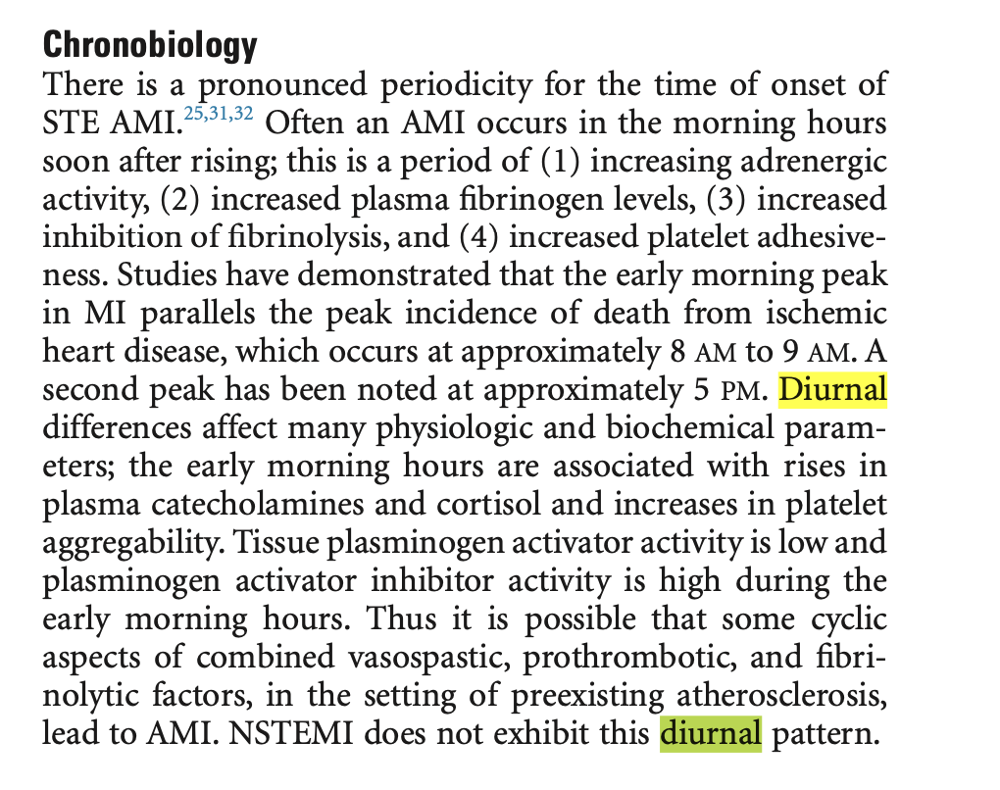 Chronobiology
There is a pronounced periodicity for the time of onset of
STE AMI.25,31,32 Often an AMI occurs in the morning hours
soon after rising; this is a period of (1) increasing adrenergic
activity, (2) increased plasma fibrinogen levels, (3) increased
inhibition of fibrinolysis, and (4) increased platelet adhesive-
ness. Studies have demonstrated that the early morning peak
in MI parallels the peak incidence of death from ischemic
heart disease, which occurs at approximately 8 AM to 9 AM. A
second peak has been noted at approximately 5 PM. Diurnal
differences affect many physiologic and biochemical param-
eters; the early morning hours are associated with rises in
plasma catecholamines and cortisol and increases in platelet
aggregability. Tissue plasminogen activator activity is low and
plasminogen activator inhibitor activity is high during the
early morning hours. Thus it is possible that some cyclic
aspects of combined vasospastic, prothrombotic, and fibri-
nolytic factors, in the setting of preexisting atherosclerosis,
lead to AMI. NSTEMI does not exhibit this diurnal pattern.